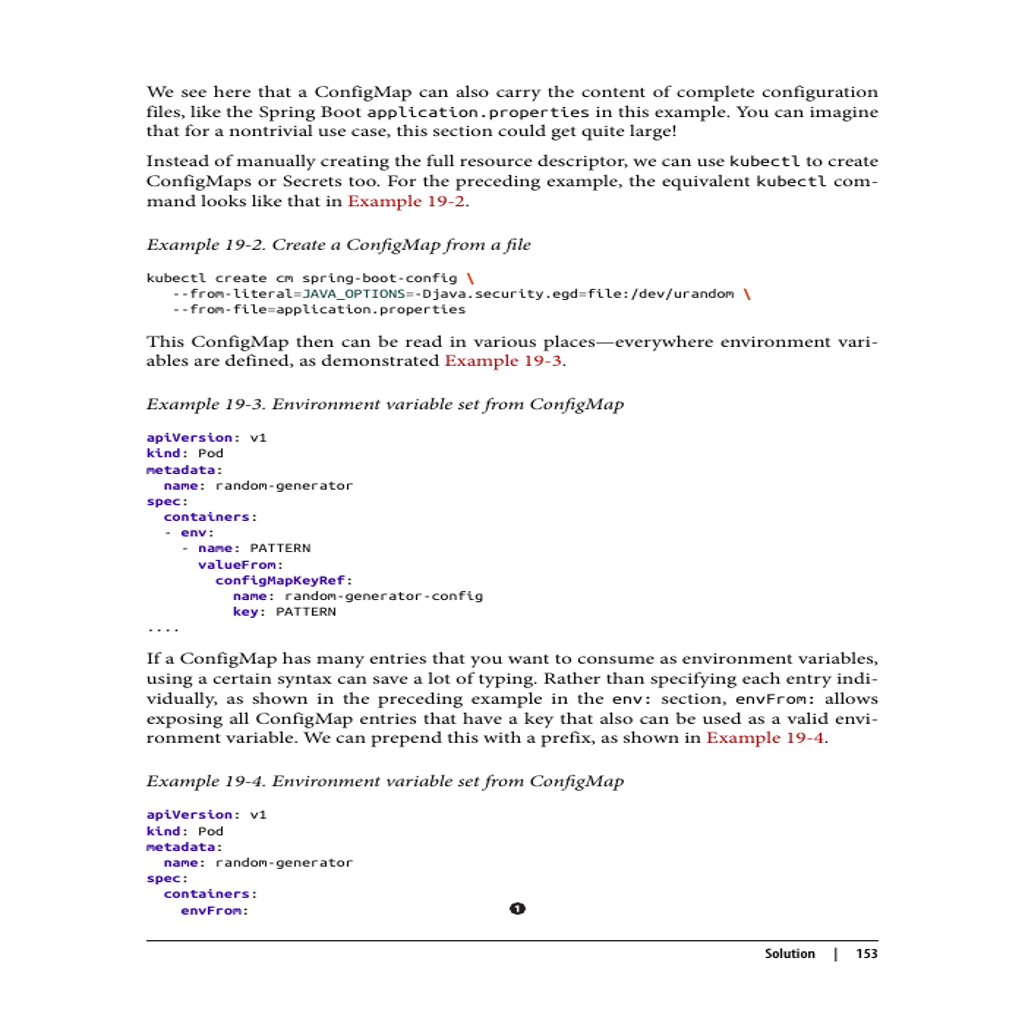 We see here that a ConfigMap can also carry the content of complete configuration
files, like the Spring Boot application.properties in this example. You can imagine
that for a nontrivial use case, this section could get quite large!
Instead of manually creating the full resource descriptor, we can use kubectl to create
ConfigMaps or Secrets too. For the preceding example, the equivalent kubectl com-
mand looks like that in Example 19-2.
Example 19-2. Create a ConfigMap from a file
kubectl create cm spring-boot-config \
   --from-literal=JAVA_OPTIONS=-Djava.security.egd=file:/dev/urandom \
   --from-file=application.properties
This ConfigMap then can be read in various places—everywhere environment vari-
ables are defined, as demonstrated Example 19-3.
Example 19-3. Environment variable set from ConfigMap
apiVersion: v1
kind: Pod
metadata:
  name: random-generator
spec:
  containers:
  - env:
    - name: PATTERN
      valueFrom:
        configMapKeyRef:
          name: random-generator-config
          key: PATTERN
....
If a ConfigMap has many entries that you want to consume as environment variables,
using a certain syntax can save a lot of typing. Rather than specifying each entry indi-
vidually, as shown in the preceding example in the env: section, envFrom: allows
exposing all ConfigMap entries that have a key that also can be used as a valid envi-
ronment variable. We can prepend this with a prefix, as shown in Example 19-4.
Example 19-4. Environment variable set from ConfigMap
apiVersion: v1
kind: Pod
metadata:
  name: random-generator
spec:
  containers:
    envFrom: ❶
Solution | 153